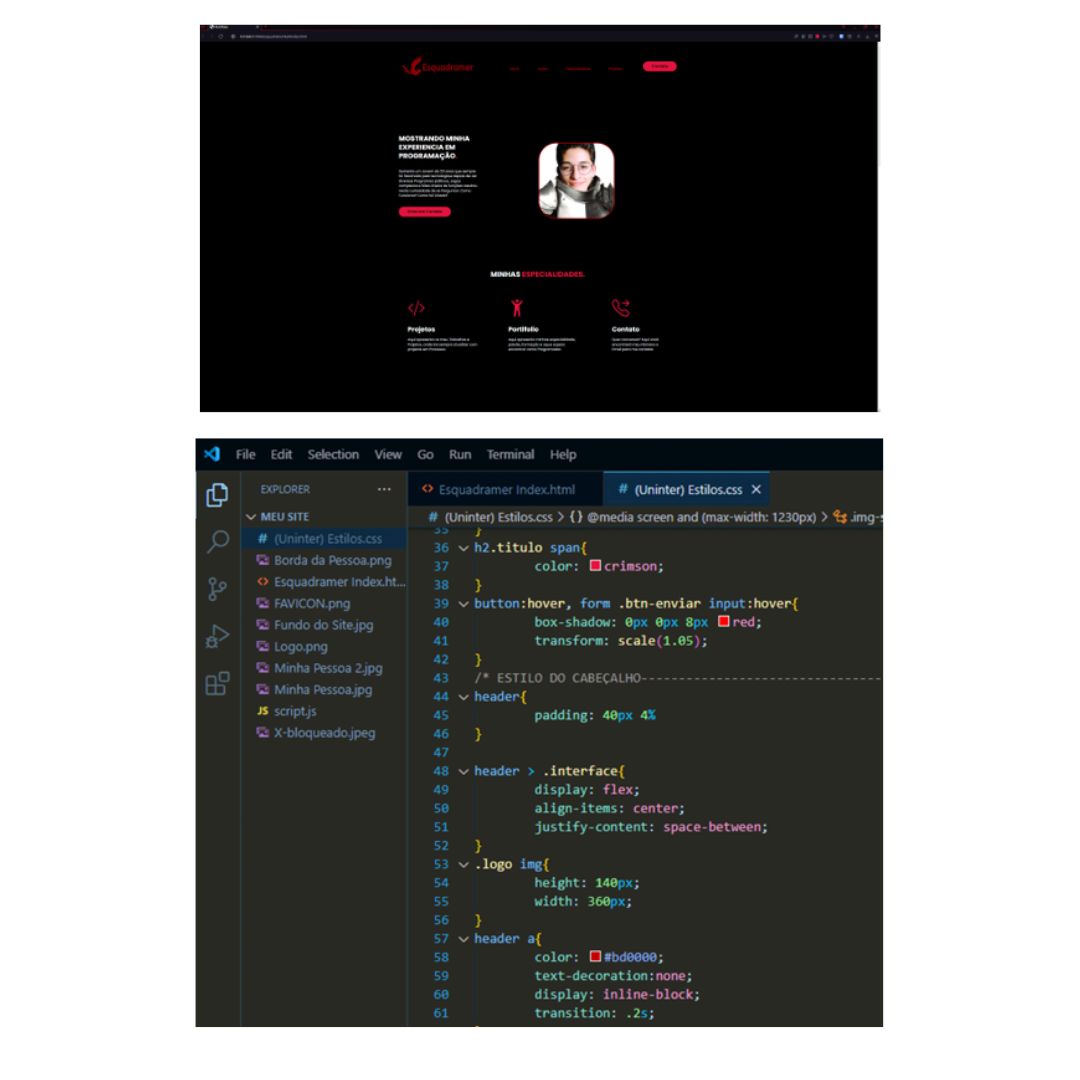 Esquadramer
MOSTRANDO MINHA
EXPERIENCIA EM
PROGRAMAÇÃO.
MINHAS ESPECIALIDADES.
Projetos
Portilfolio
Contato
File Edit Selection View Go Run Terminal Help
EXPLORER ···
MEU SITE
# (Uninter) Estilos.css
Borda da Pessoa.png
<> Esquadramer Index.ht...
FAVICON.png
Fundo do Site.jpg
Logo.png
Minha Pessoa 2.jpg
Minha Pessoa.jpg
JS script.js
X-bloqueado.jpeg
<> Esquadramer Index.html # (Uninter) Estilos.css ×
# (Uninter) Estilos.css > {} @media screen and (max-width: 1230px) > .img-s
35 }
36 h2.titulo span{
37 color: crimson;
38 }
39 button:hover, form .btn-enviar input:hover{
40 box-shadow: 0px 0px 8px red;
41 transform: scale(1.05);
42 }
43 /* ESTILO DO CABEÇALHO--------------------------------
44 header{
45 padding: 40px 4%
46 }
47
48 header > .interface{
49 display: flex;
50 align-items: center;
51 justify-content: space-between;
52 }
53 .logo img{
54 height: 140px;
55 width: 360px;
56 }
57 header a{
58 color: #bd0000;
59 text-decoration:none;
60 display: inline-block;
61 transition: .2s;